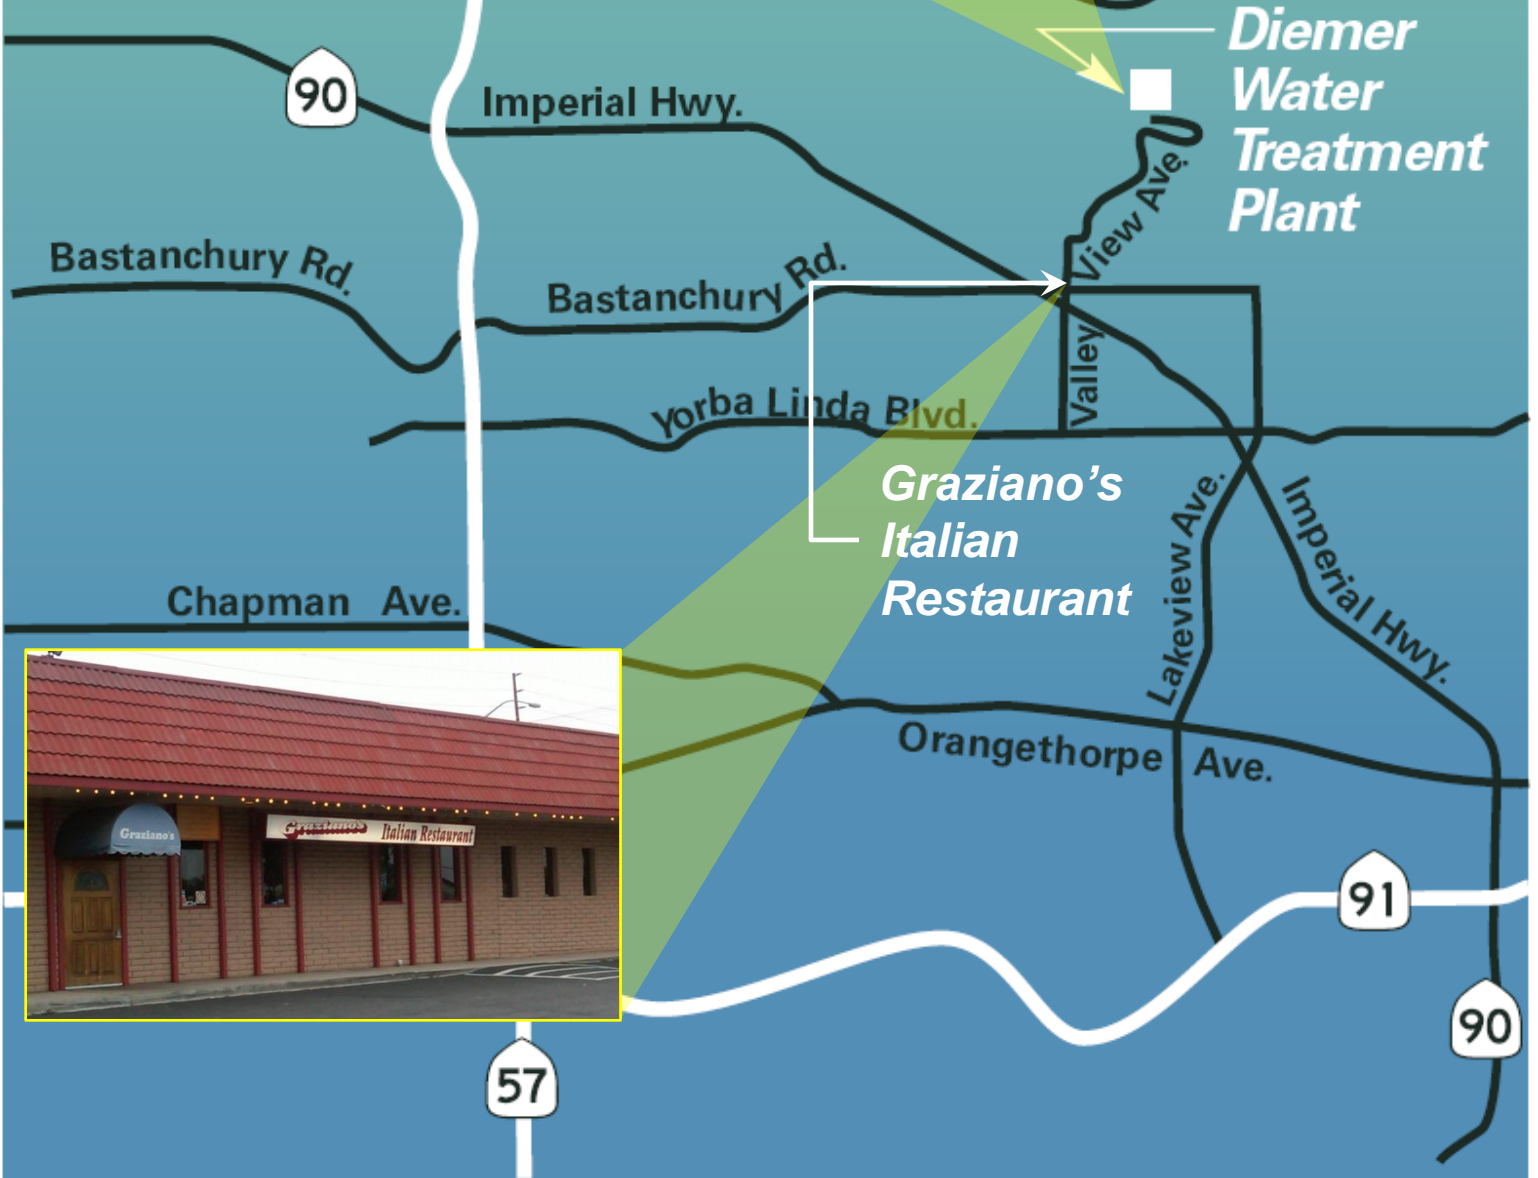 Diemer
Water
Treatment
Plant
90
Imperial Hwy.
View Ave.
Bastanchury Rd.
Bastanchury Rd.
Valley
Yorba Linda Blvd.
Graziano's
Italian
Restaurant
Lakeview Ave.
Imperial Hwy.
Chapman Ave.
Orangethorpe Ave.
Graziano's
Graziano's Italian Restaurant
91
90
57